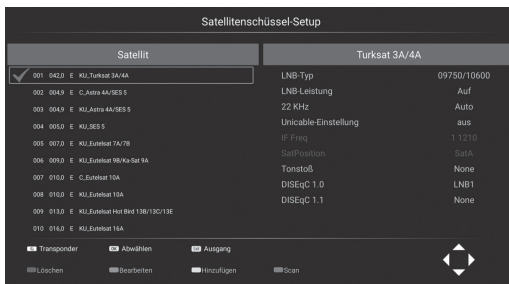 Satellitenschüssel-Setup
Satellit
001 042,0 E KU_Turksat 3A/4A
002 004,9 E C_Astra 4A/SES 5
003 004,9 E KU_Astra 4A/SES 5
004 005,0 E KU_SES 5
005 007,0 E KU_Eutelsat 7A/7B
006 009,0 E KU_Eutelsat 9B/Ka-Sat 9A
007 010,0 E C_Eutelsat 10A
008 010,0 E KU_Eutelsat 10A
009 013,0 E KU_Eutelsat Hot Bird 13B/13C/13E
010 016,0 E KU_Eutelsat 16A
Turksat 3A/4A
LNB-Typ 09750/10600
LNB-Leistung Auf
22 KHz Auto
Unicable-Einstellung aus
IF Freq 1 1210
SatPosition SatA
Tonstoß None
DISEqC 1.0 LNB1
DISEqC 1.1 None
Transponder OK Abwählen Ausgang
Löschen Bearbeiten Hinzufügen Scan